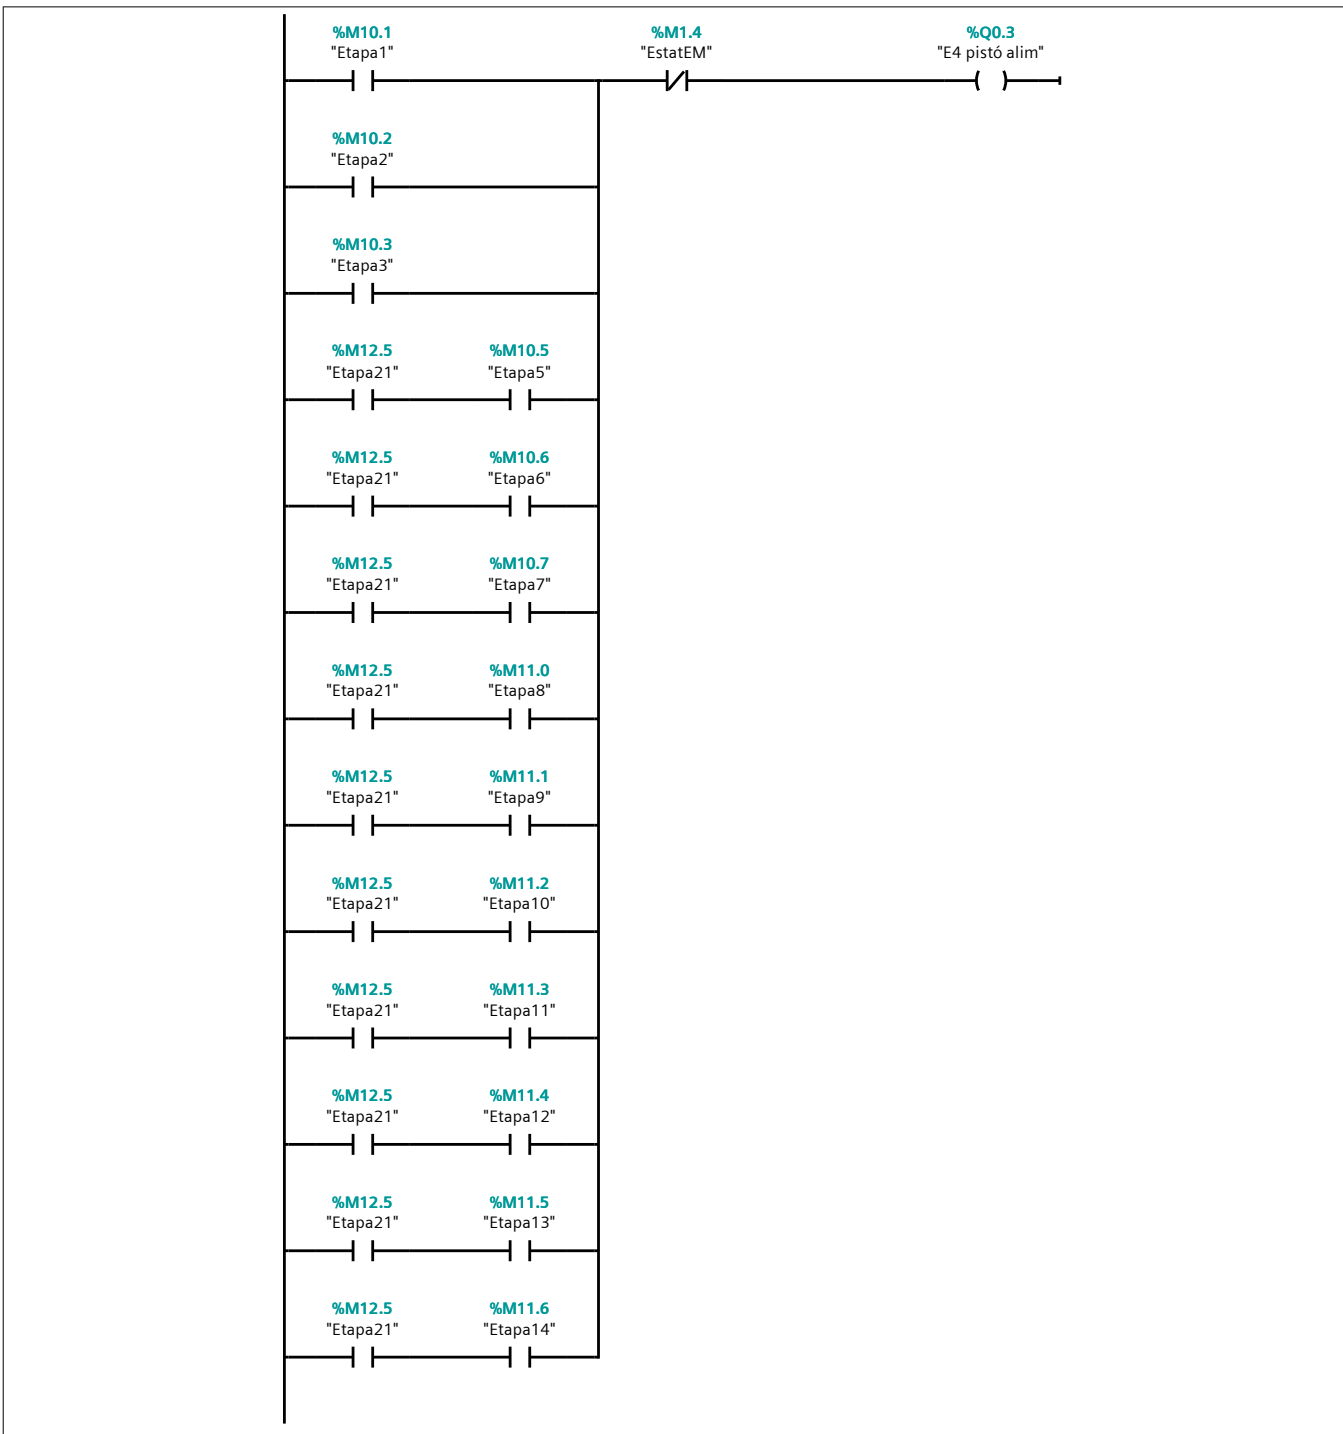 %M10.1 %M1.4 %Q0.3
"Etapa1" "EstatEM" "E4 pistó alim"
%M10.2
"Etapa2"
%M10.3
"Etapa3"
%M12.5 %M10.5
"Etapa21" "Etapa5"
%M12.5 %M10.6
"Etapa21" "Etapa6"
%M12.5 %M10.7
"Etapa21" "Etapa7"
%M12.5 %M11.0
"Etapa21" "Etapa8"
%M12.5 %M11.1
"Etapa21" "Etapa9"
%M12.5 %M11.2
"Etapa21" "Etapa10"
%M12.5 %M11.3
"Etapa21" "Etapa11"
%M12.5 %M11.4
"Etapa21" "Etapa12"
%M12.5 %M11.5
"Etapa21" "Etapa13"
%M12.5 %M11.6
"Etapa21" "Etapa14"